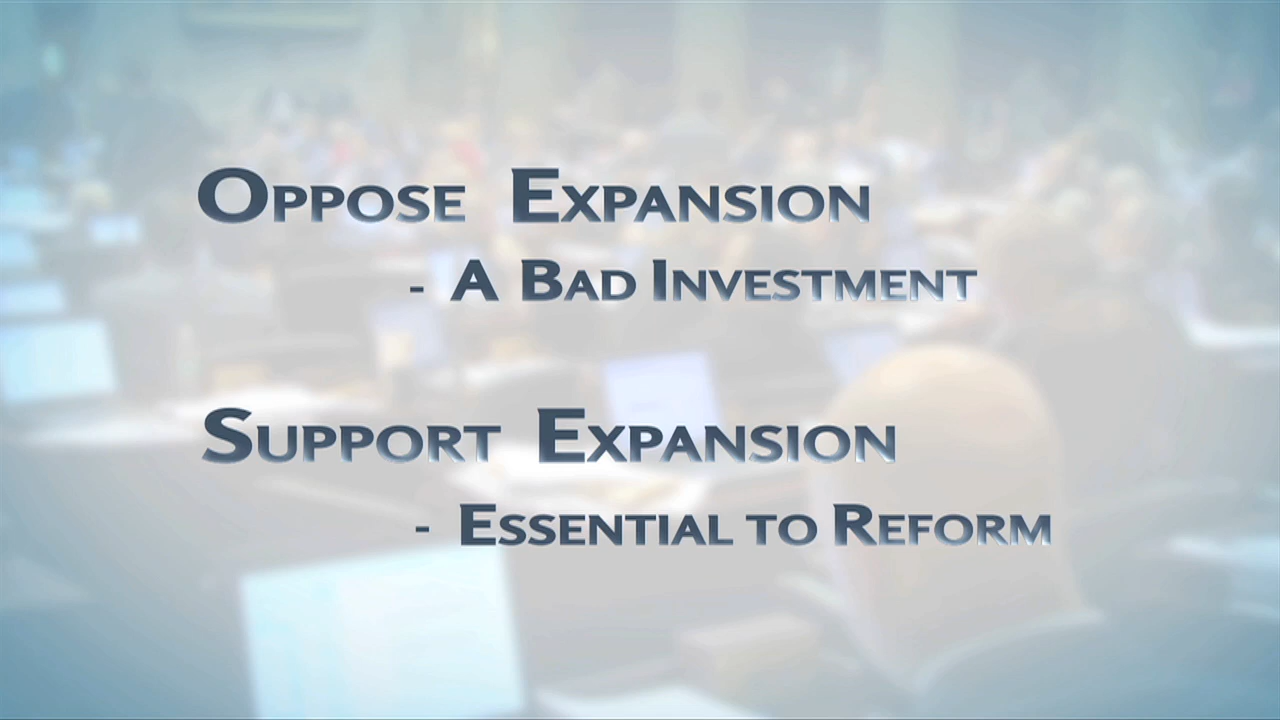 Oppose Expansion
- A Bad Investment
Support Expansion
- Essential to Reform